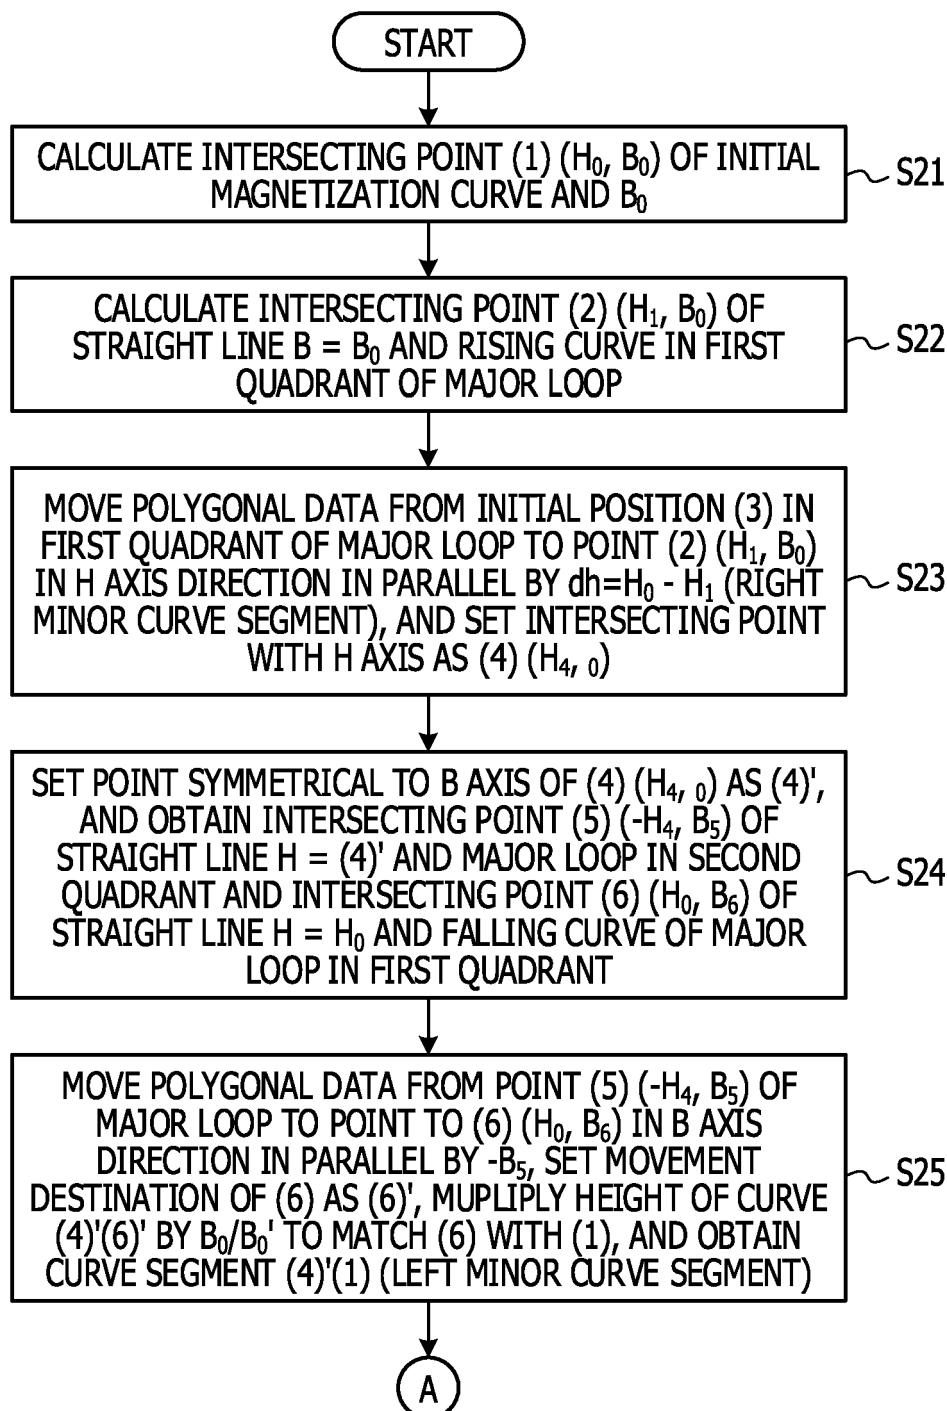 START
CALCULATE INTERSECTING POINT (1) (H₀, B₀) OF INITIAL
MAGNETIZATION CURVE AND B₀
S21
CALCULATE INTERSECTING POINT (2) (H₁, B₀) OF
STRAIGHT LINE B = B₀ AND RISING CURVE IN FIRST
QUADRANT OF MAJOR LOOP
S22
MOVE POLYGONAL DATA FROM INITIAL POSITION (3) IN
FIRST QUADRANT OF MAJOR LOOP TO POINT (2) (H₁, B₀)
IN H AXIS DIRECTION IN PARALLEL BY dh=H₀ - H₁ (RIGHT
MINOR CURVE SEGMENT), AND SET INTERSECTING POINT
WITH H AXIS AS (4) (H₄, ₀)
S23
SET POINT SYMMETRICAL TO B AXIS OF (4) (H₄, ₀) AS (4)',
AND OBTAIN INTERSECTING POINT (5) (-H₄, B₅) OF
STRAIGHT LINE H = (4)' AND MAJOR LOOP IN SECOND
QUADRANT AND INTERSECTING POINT (6) (H₀, B₆) OF
STRAIGHT LINE H = H₀ AND FALLING CURVE OF MAJOR
LOOP IN FIRST QUADRANT
S24
MOVE POLYGONAL DATA FROM POINT (5) (-H₄, B₅) OF
MAJOR LOOP TO POINT TO (6) (H₀, B₆) IN B AXIS
DIRECTION IN PARALLEL BY -B₅, SET MOVEMENT
DESTINATION OF (6) AS (6)', MUPLIPLY HEIGHT OF CURVE
(4)'(6)' BY B₀/B₀' TO MATCH (6) WITH (1), AND OBTAIN
CURVE SEGMENT (4)'(1) (LEFT MINOR CURVE SEGMENT)
S25
A